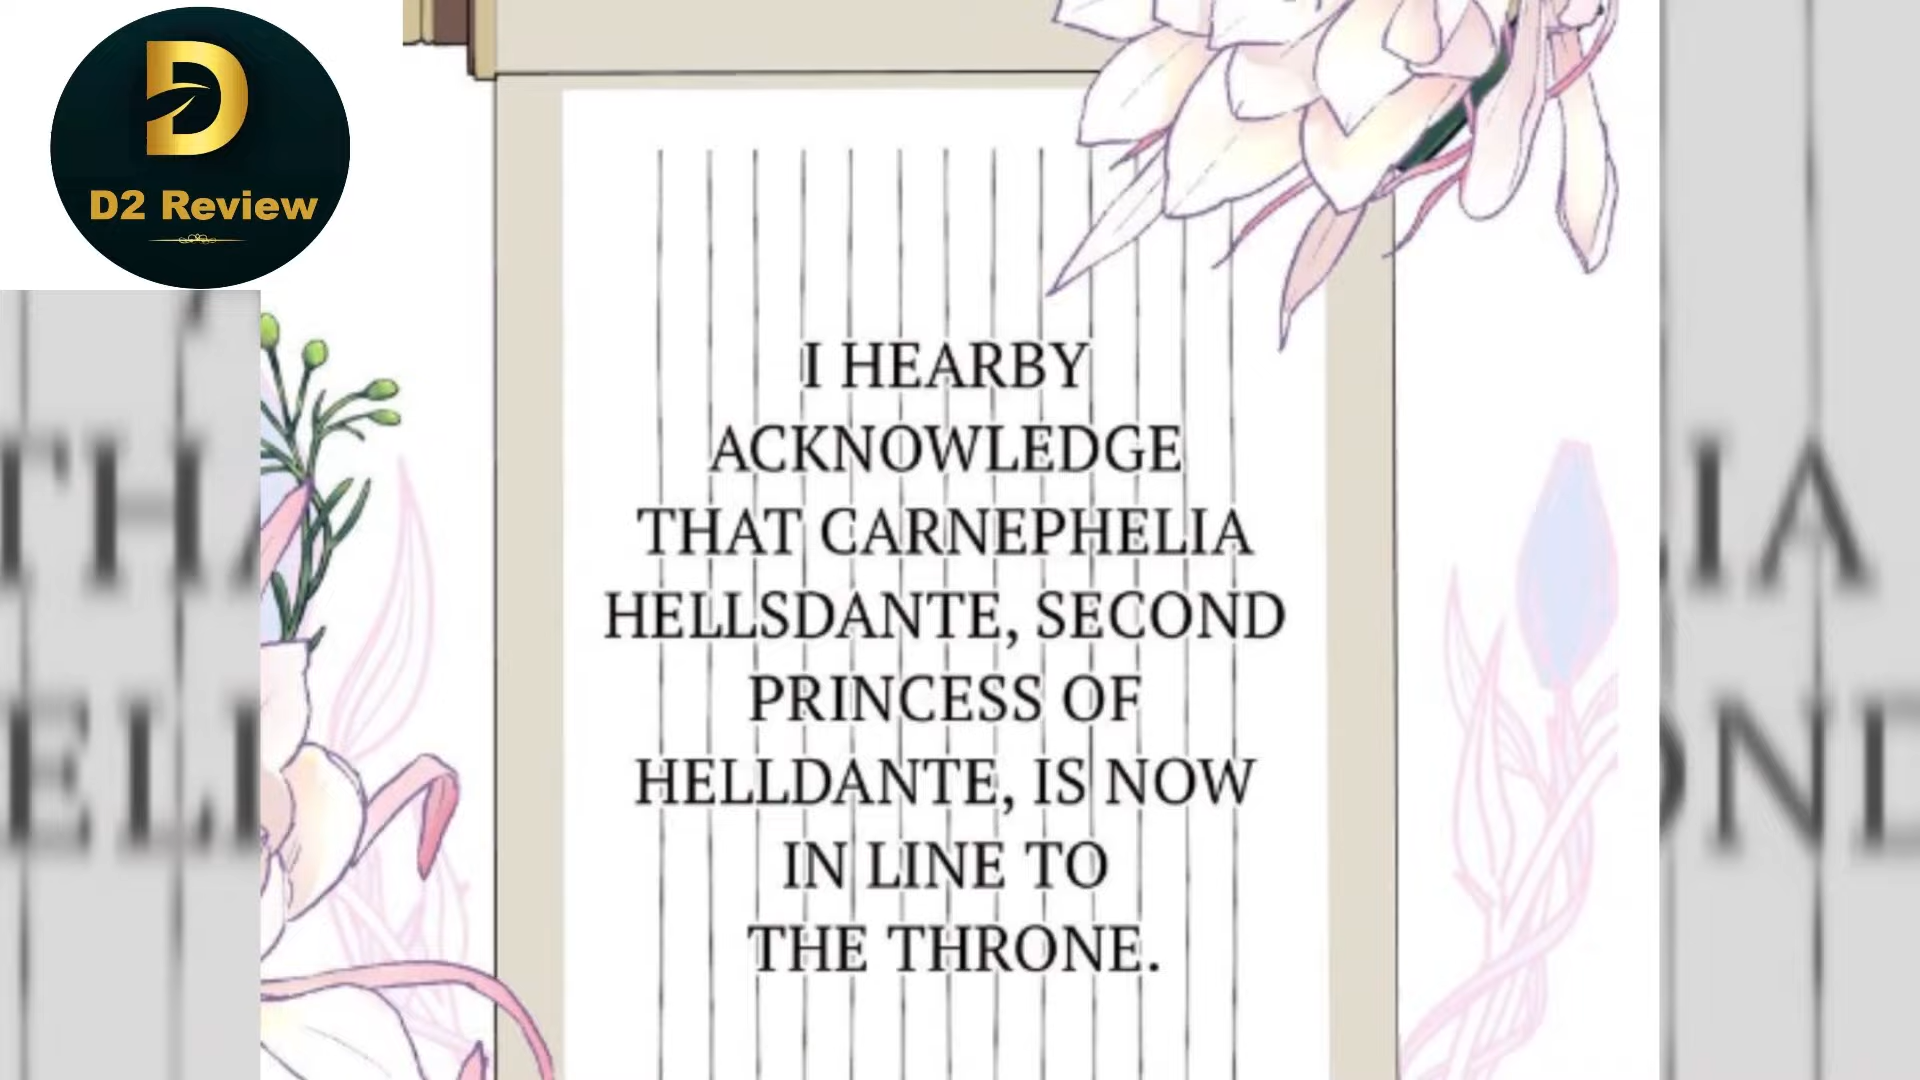 D2 Review
I HEARBY
ACKNOWLEDGE
THAT CARNEPHELIA
HELLSDANTE, SECOND
PRINCESS OF
HELLDANTE, IS NOW
IN LINE TO
THE THRONE.